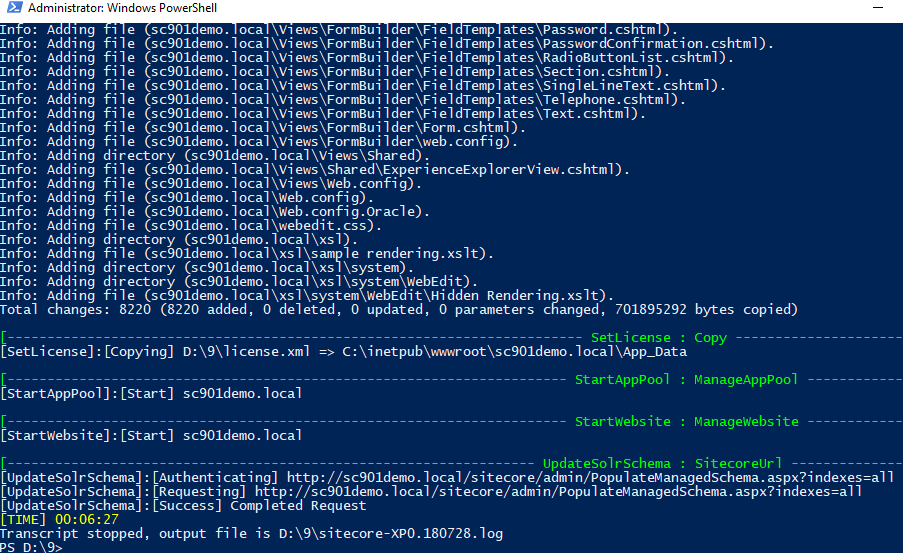 Administrator: Windows PowerShell
Info: Adding file (sc901demo.local\Views\FormBuilder\FieldTemplates\Password.cshtml).
Info: Adding file (sc901demo.local\Views\FormBuilder\FieldTemplates\PasswordConfirmation.cshtml).
Info: Adding file (sc901demo.local\Views\FormBuilder\FieldTemplates\RadioButtonList.cshtml).
Info: Adding file (sc901demo.local\Views\FormBuilder\FieldTemplates\Section.cshtml).
Info: Adding file (sc901demo.local\Views\FormBuilder\FieldTemplates\SingleLineText.cshtml).
Info: Adding file (sc901demo.local\Views\FormBuilder\FieldTemplates\Telephone.cshtml).
Info: Adding file (sc901demo.local\Views\FormBuilder\FieldTemplates\Text.cshtml).
Info: Adding file (sc901demo.local\Views\FormBuilder\Form.cshtml).
Info: Adding file (sc901demo.local\Views\FormBuilder\web.config).
Info: Adding directory (sc901demo.local\Views\Shared).
Info: Adding file (sc901demo.local\Views\Shared\ExperienceExplorerView.cshtml).
Info: Adding file (sc901demo.local\Views\Web.config).
Info: Adding file (sc901demo.local\Web.config).
Info: Adding file (sc901demo.local\Web.config.Oracle).
Info: Adding file (sc901demo.local\webedit.css).
Info: Adding directory (sc901demo.local\xsl).
Info: Adding file (sc901demo.local\xsl\sample rendering.xslt).
Info: Adding directory (sc901demo.local\xsl\system).
Info: Adding directory (sc901demo.local\xsl\system\WebEdit).
Info: Adding file (sc901demo.local\xsl\system\WebEdit\Hidden Rendering.xslt).
Total changes: 8220 (8220 added, 0 deleted, 0 updated, 0 parameters changed, 701895292 bytes copied)
[------------------------------------------------------------------------ SetLicense : Copy ---------------------
[SetLicense]:[Copying] D:\9\license.xml => C:\inetpub\wwwroot\sc901demo.local\App_Data
[---------------------------------------------------------------------- StartAppPool : ManageAppPool ------------
[StartAppPool]:[Start] sc901demo.local
[---------------------------------------------------------------------- StartWebsite : ManageWebsite ------------
[StartWebsite]:[Start] sc901demo.local
[------------------------------------------------------------------ UpdateSolrSchema : SitecoreUrl --------------
[UpdateSolrSchema]:[Authenticating] http://sc901demo.local/sitecore/admin/PopulateManagedSchema.aspx?indexes=all
[UpdateSolrSchema]:[Requesting] http://sc901demo.local/sitecore/admin/PopulateManagedSchema.aspx?indexes=all
[UpdateSolrSchema]:[Success] Completed Request
[TIME] 00:06:27
Transcript stopped, output file is D:\9\sitecore-XP0.180728.log
PS D:\9>